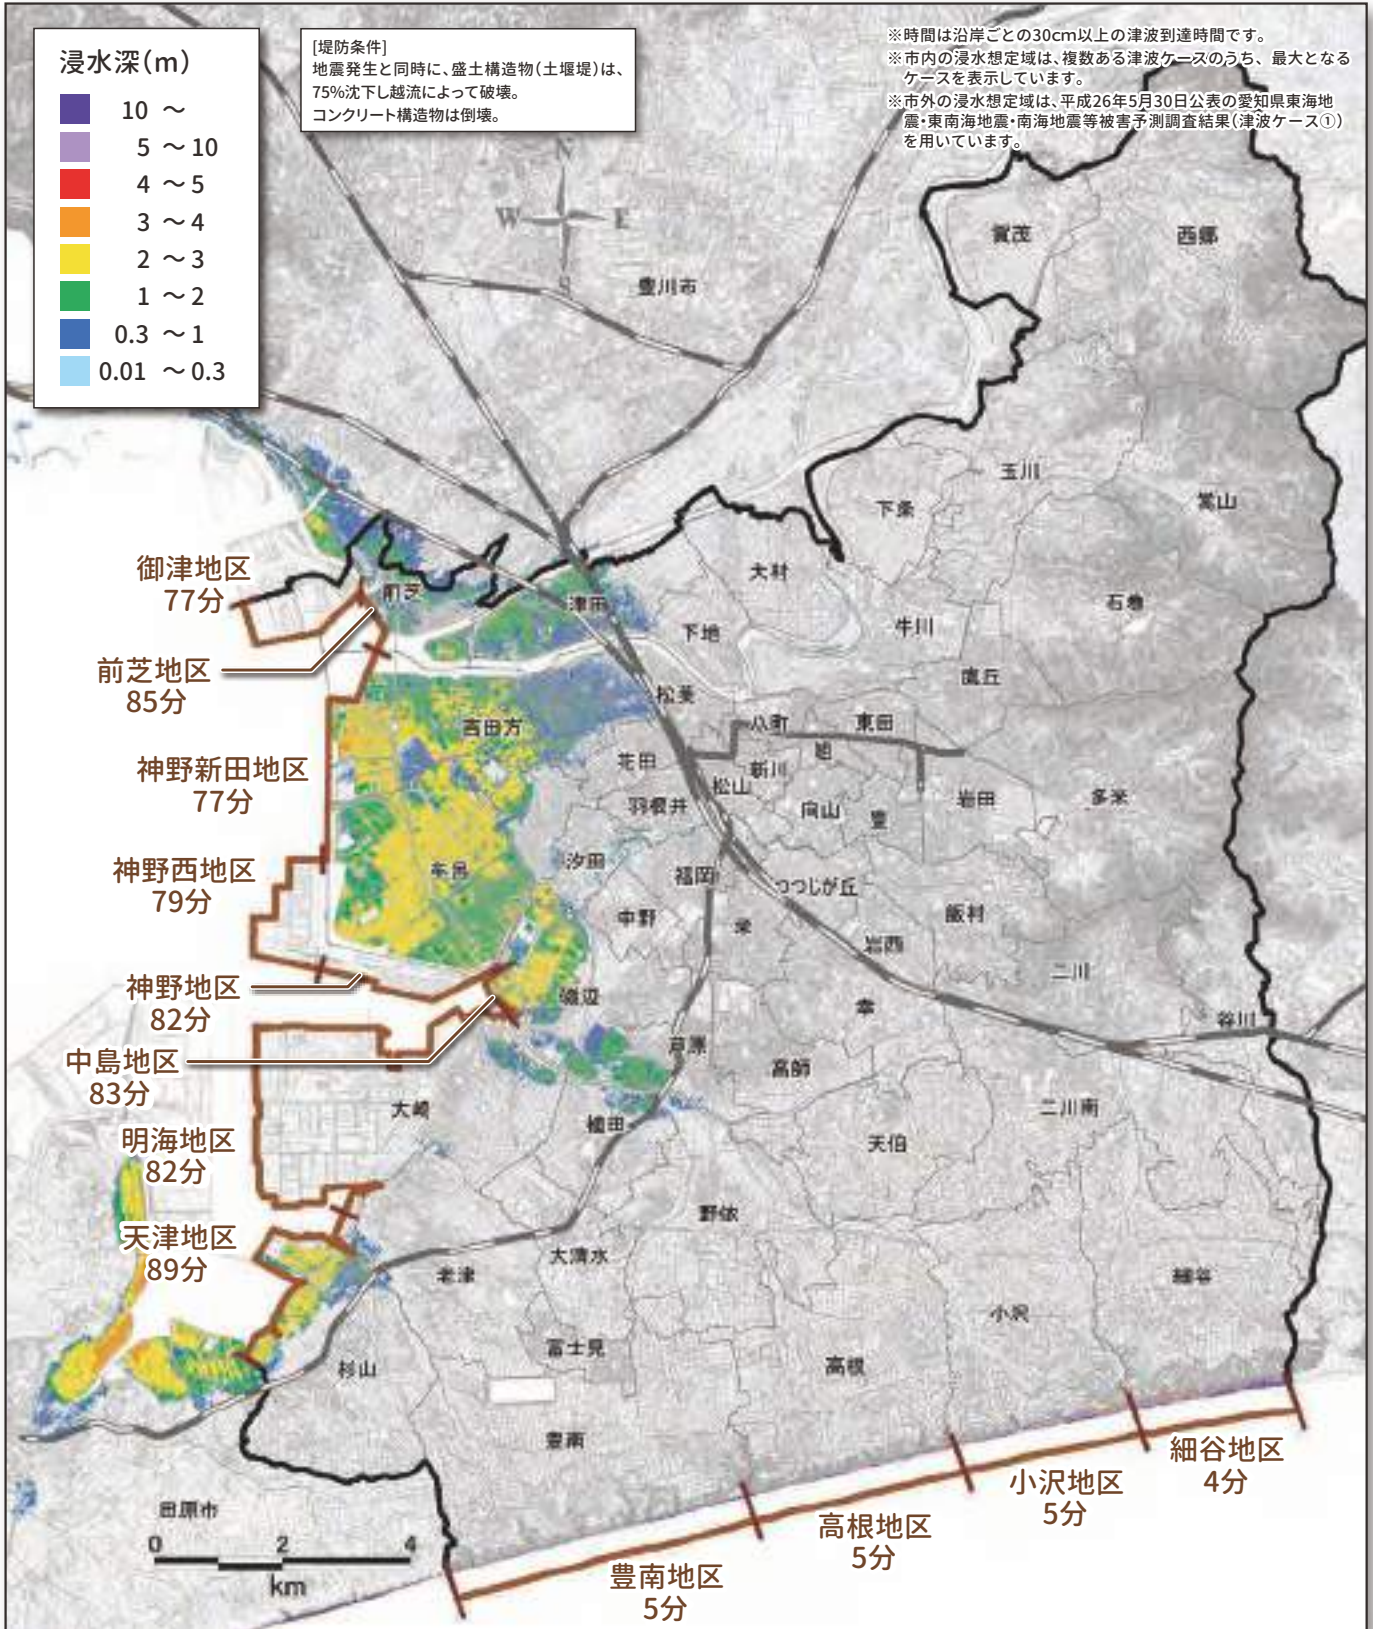 浸水深(m)
10 ～
5 ～ 10
4 ～ 5
3 ～ 4
2 ～ 3
1 ～ 2
0.3 ～ 1
0.01 ～ 0.3
[堤防条件]
地震発生と同時に、盛土構造物(土堰堤)は、
75%沈下し越流によって破壊。
コンクリート構造物は倒壊。
※時間は沿岸ごとの30cm以上の津波到達時間です。
※市内の浸水想定域は、複数ある津波ケースのうち、最大となる
ケースを表示しています。
※市外の浸水想定域は、平成26年5月30日公表の愛知県東海地
震・東南海地震・南海地震等被害予測調査結果(津波ケース①)
を用いています。
N
W E
S
豊川市
賀茂
西郷
玉川
下条
嵩山
大村
石巻
牛川
御津地区
77分
前芝
津田
下地
前芝地区
85分
鷹丘
松葉
吉田方
八町
東田
旭
花田
新川
松山
神野新田地区
77分
羽根井
向山
豊
岩田
多米
神野西地区
79分
牟呂
汐田
福岡
つつじが丘
中野
栄
飯村
岩西
二川
神野地区
82分
磯辺
幸
谷川
中島地区
83分
芦原
高師
大崎
植田
二川南
天伯
明海地区
82分
野依
天津地区
89分
老津
大清水
細谷
小沢
杉山
富士見
高根
豊南
田原市
0 2 4
km
細谷地区
4分
小沢地区
5分
高根地区
5分
豊南地区
5分